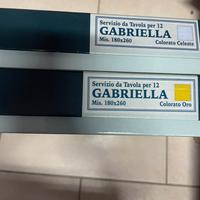 Servizio da Tavola per 12
GABRIELLA
Mis. 180x260
Colorato Celeste
Servizio da Tavola per 12
GABRIELLA
Mis. 180x260
Colorato Oro